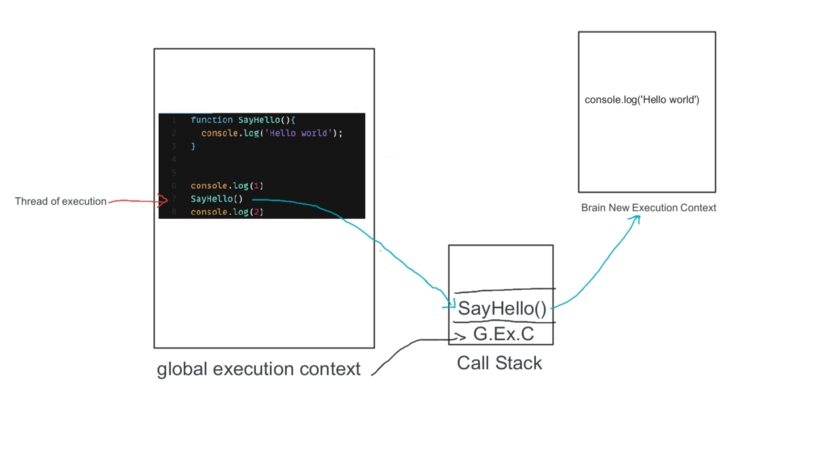 console.log('Hello world')
1 function SayHello(){
2 console.log('Hello world');
3 }
4
5
6 console.log(1)
7 SayHello()
8 console.log(2)
Thread of execution
Brain New Execution Context
SayHello()
> G.Ex.C
global execution context
Call Stack